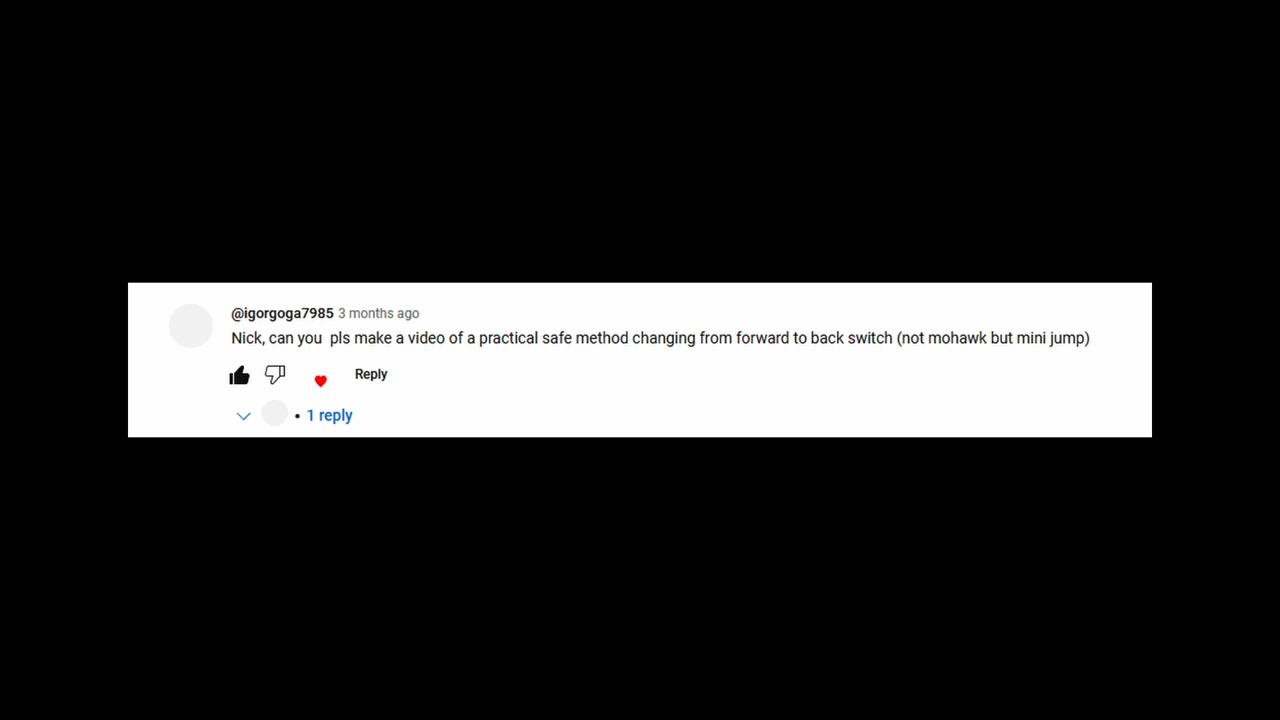 @igorgoga7985 3 months ago
Nick, can you  pls make a video of a practical safe method changing from forward to back switch (not mohawk but mini jump)
Reply
• 1 reply